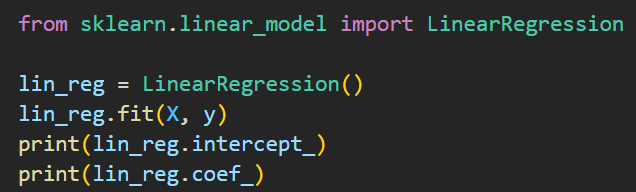 from sklearn.linear_model import LinearRegression
lin_reg = LinearRegression()
lin_reg.fit(X, y)
print(lin_reg.intercept_)
print(lin_reg.coef_)